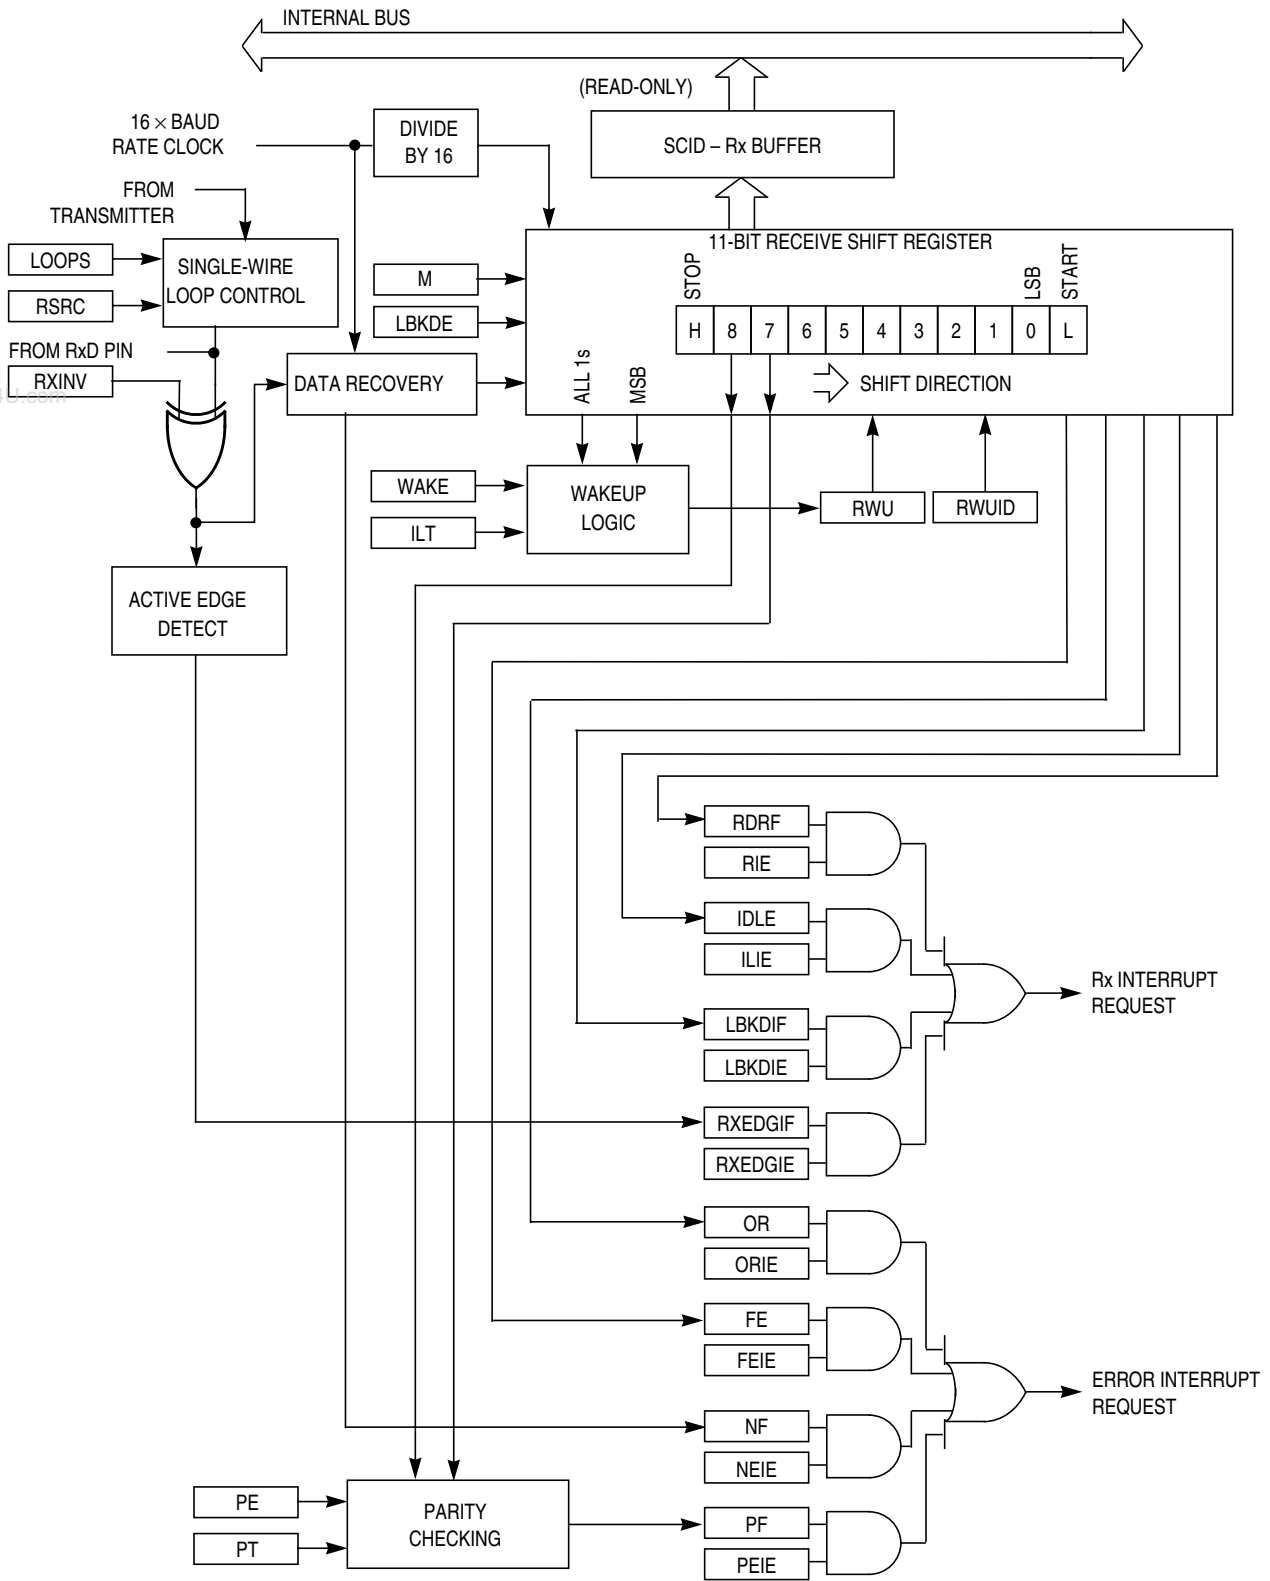 INTERNAL BUS
(READ-ONLY)
16 × BAUD
RATE CLOCK
DIVIDE
BY 16
SCID – Rx BUFFER
FROM
TRANSMITTER
LOOPS
RSRC
SINGLE-WIRE
LOOP CONTROL
M
LBKDE
11-BIT RECEIVE SHIFT REGISTER
STOP
LSB
START
H 8 7 6 5 4 3 2 1 0 L
FROM RxD PIN
RXINV
4U.com
DATA RECOVERY
ALL 1s
MSB
SHIFT DIRECTION
WAKE
ILT
WAKEUP
LOGIC
RWU
RWUID
ACTIVE EDGE
DETECT
RDRF
RIE
IDLE
ILIE
Rx INTERRUPT
REQUEST
LBKDIF
LBKDIE
RXEDGIF
RXEDGIE
OR
ORIE
FE
FEIE
ERROR INTERRUPT
REQUEST
NF
NEIE
PE
PT
PARITY
CHECKING
PF
PEIE